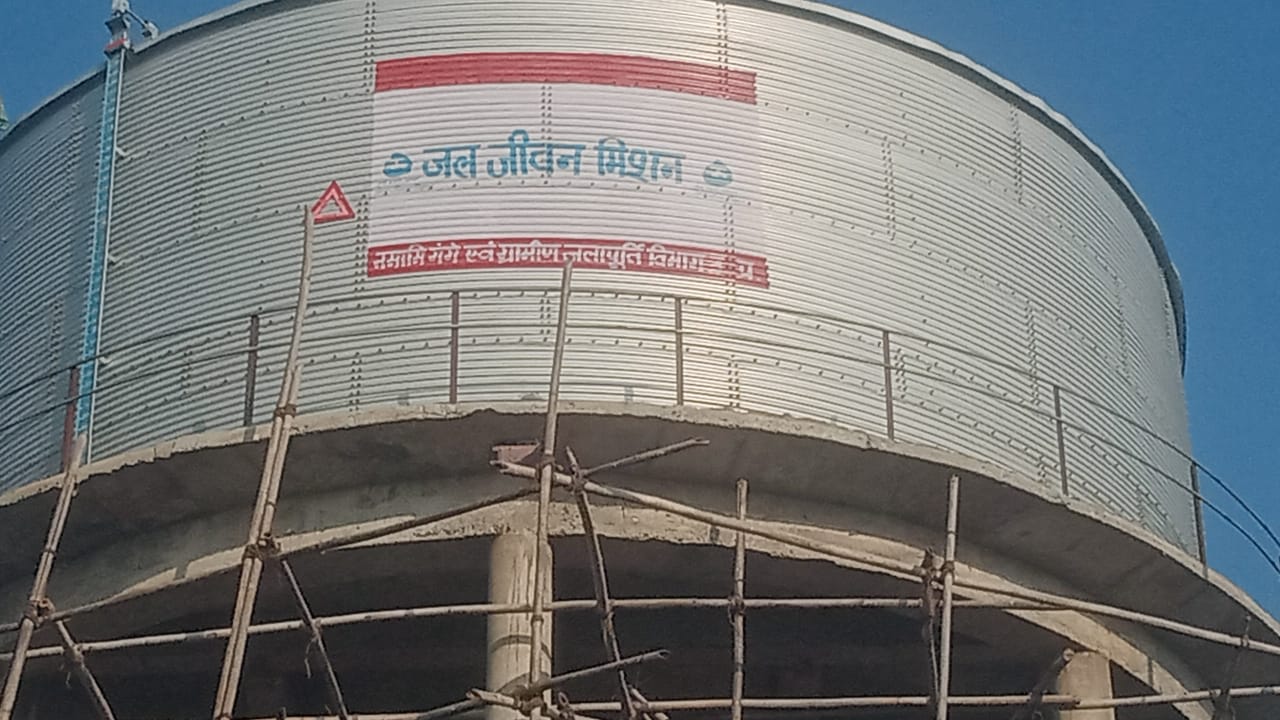 जल जीवन मिशन
नमामि गंगे एवं ग्रामीण जलापूर्ति विभाग